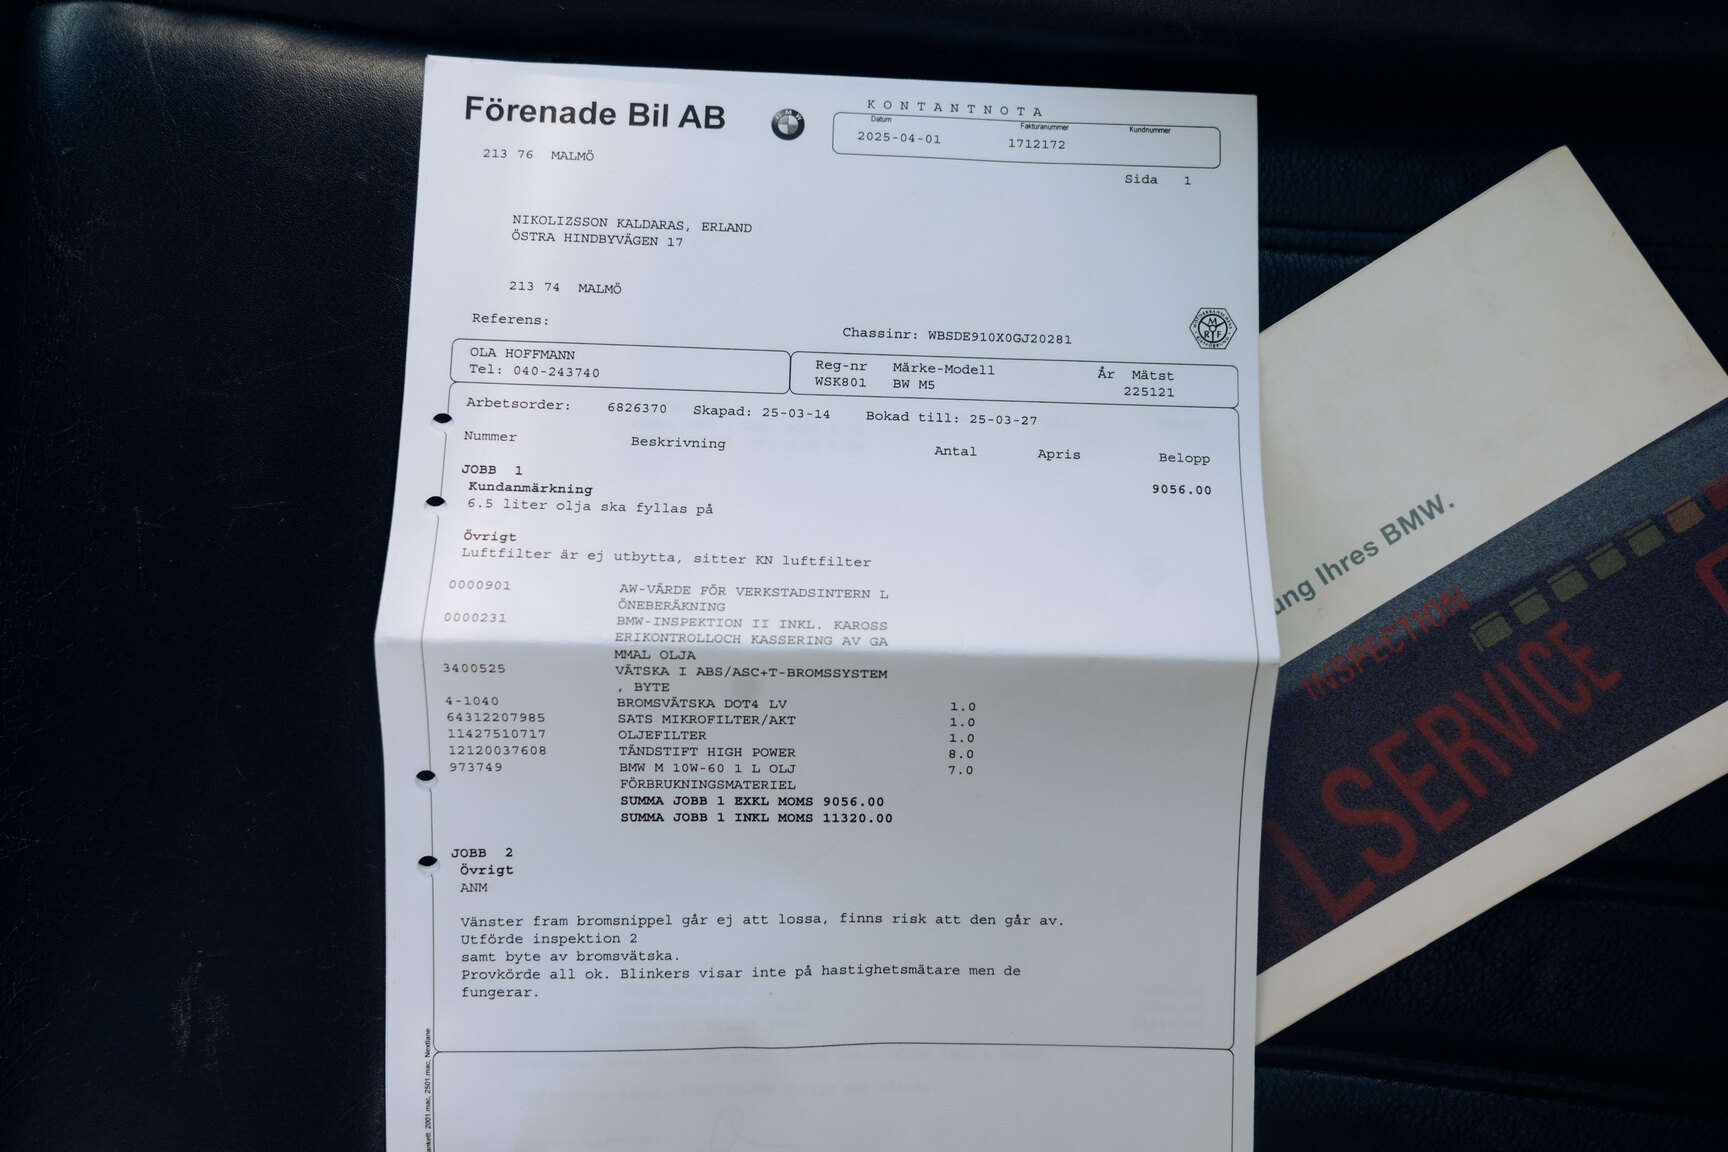 Förenade Bil AB
KONTANTNOTA
Datum Fakturanummer Kundnummer
2025-04-01 1712172
213 76 MALMÖ
Sida 1
NIKOLIZSSON KALDARAS, ERLAND
ÖSTRA HINDBYVÄGEN 17
213 74 MALMÖ
Referens:
Chassinr: WBSDE910X0GJ20281
OLA HOFFMANN
Tel: 040-243740
Reg-nr Märke-Modell År Mätst
WSK801 BW M5 225121
Arbetsorder: 6826370 Skapad: 25-03-14 Bokad till: 25-03-27
Nummer Beskrivning Antal Apris Belopp
JOBB 1
Kundanmärkning 9056.00
6.5 liter olja ska fyllas på
Övrigt
Luftfilter är ej utbytta, sitter KN luftfilter
0000901 AW-VÄRDE FÖR VERKSTADSINTERN L
ÖNEBERÄKNING
0000231 BMW-INSPEKTION II INKL. KAROSS
ERIKONTROLLOCH KASSERING AV GA
MMAL OLJA
3400525 VÄTSKA I ABS/ASC+T-BROMSSYSTEM
, BYTE
4-1040 BROMSVÄTSKA DOT4 LV 1.0
64312207985 SATS MIKROFILTER/AKT 1.0
11427510717 OLJEFILTER 1.0
12120037608 TÄNDSTIFT HIGH POWER 8.0
973749 BMW M 10W-60 1 L OLJ 7.0
FÖRBRUKNINGSMATERIEL
SUMMA JOBB 1 EXKL MOMS 9056.00
SUMMA JOBB 1 INKL MOMS 11320.00
JOBB 2
Övrigt
ANM
Vänster fram bromsnippel går ej att lossa, finns risk att den går av.
Utförde inspektion 2
samt byte av bromsvätska.
Provkörde all ok. Blinkers visar inte på hastighetsmätare men de
fungerar.
2001.mac, 2501.mac, Nextlane
ung Ihres BMW.
INSPECTION
LSERVICE